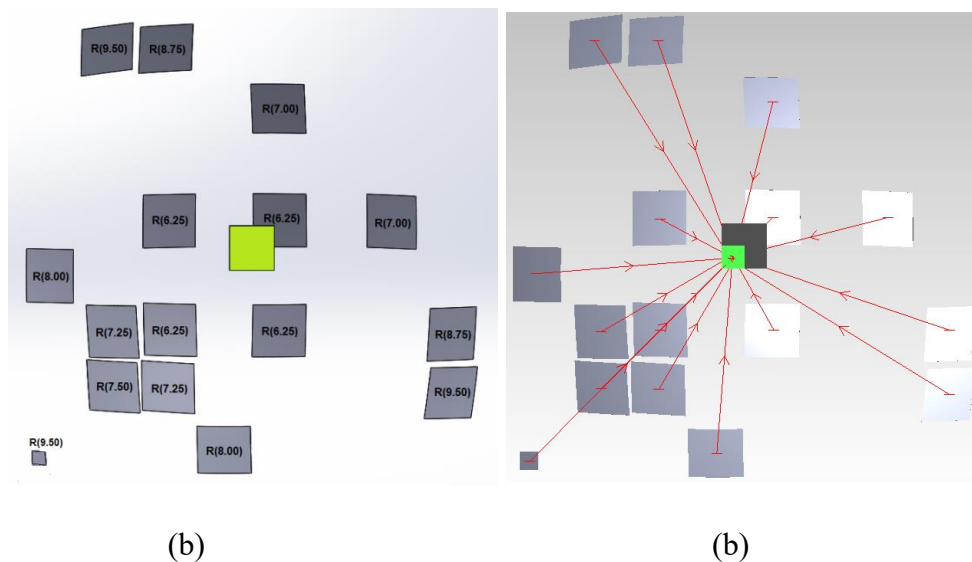 R(9.50) R(8.75)
R(7.00)
R(6.25) R(6.25) R(7.00)
R(8.00)
R(7.25) R(6.25) R(6.25) R(8.75)
R(7.50) R(7.25) R(9.50)
R(9.50)
R(8.00)
(b) (b)